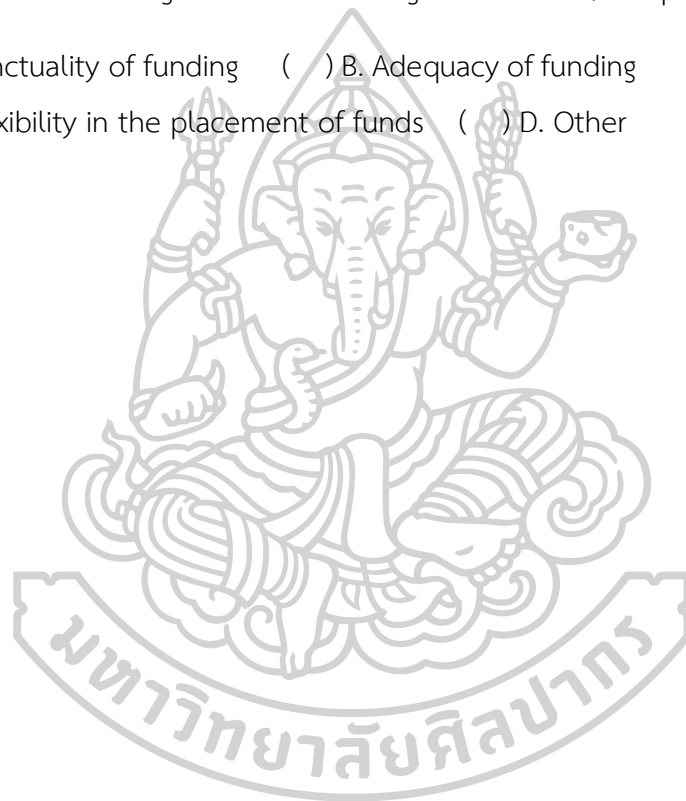 nctuality of funding ( ) B. Adequacy of funding
xibility in the placement of funds ( ) D. Other
มหาวิทยาลัยศิลปากร